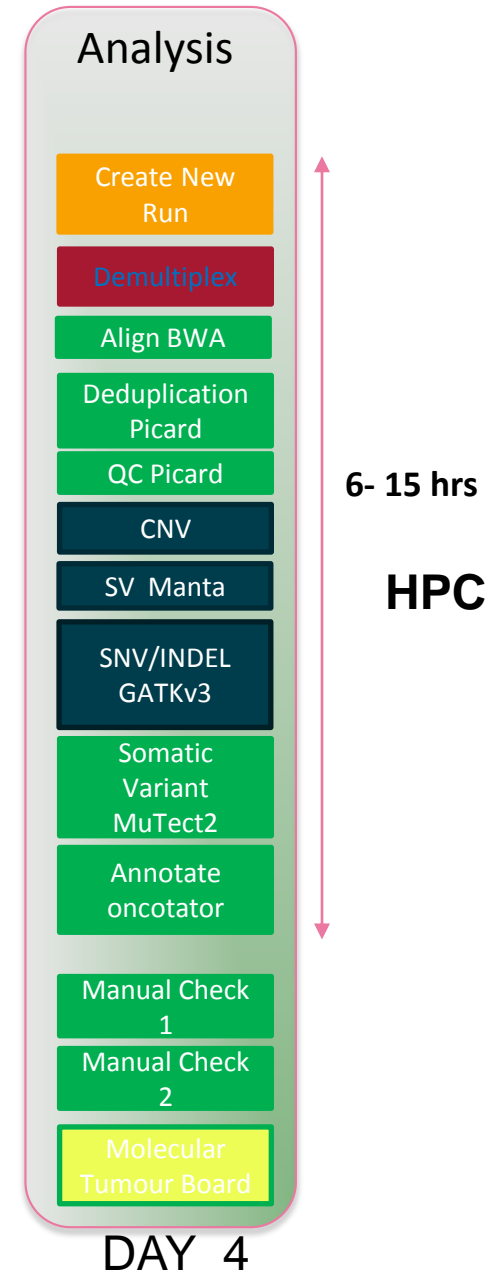 Analysis
Create New
Run
Demultiplex
Align BWA
Deduplication
Picard
QC Picard
CNV
SV Manta
SNV/INDEL
GATKv3
Somatic
Variant
MuTect2
Annotate
oncotator
Manual Check
1
Manual Check
2
Molecular
Tumour Board
6- 15 hrs
HPC
DAY 4